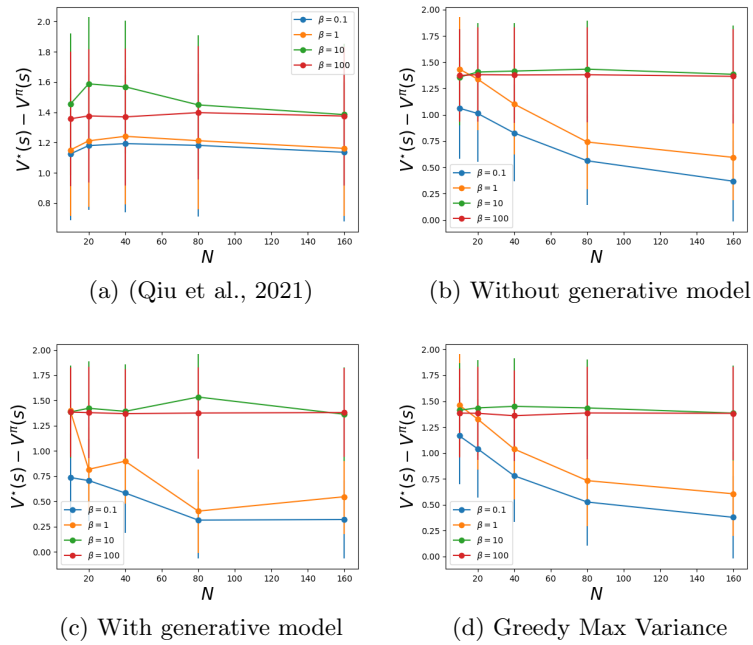 2.0
1.8
1.6
1.4
1.2
1.0
0.8
V*(s) − V^π(s)
β = 0.1
β = 1
β = 10
β = 100
20 40 60 80 100 120 140 160
N
(a) (Qiu et al., 2021)
2.00
1.75
1.50
1.25
1.00
0.75
0.50
0.25
0.00
V*(s) − V^π(s)
β = 0.1
β = 1
β = 10
β = 100
20 40 60 80 100 120 140 160
N
(b) Without generative model
2.00
1.75
1.50
1.25
1.00
0.75
0.50
0.25
0.00
V*(s) − V^π(s)
β = 0.1
β = 1
β = 10
β = 100
20 40 60 80 100 120 140 160
N
(c) With generative model
2.00
1.75
1.50
1.25
1.00
0.75
0.50
0.25
0.00
V*(s) − V^π(s)
β = 0.1
β = 1
β = 10
β = 100
20 40 60 80 100 120 140 160
N
(d) Greedy Max Variance